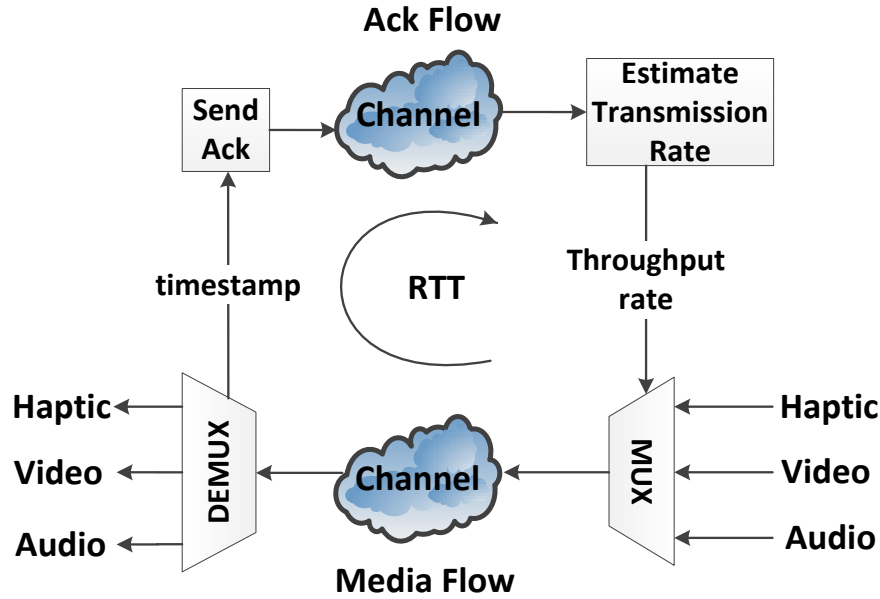 Ack Flow
Send
Ack
Channel
Estimate
Transmission
Rate
timestamp
RTT
Throughput
rate
Haptic
Video
Audio
DEMUX
Channel
MUX
Haptic
Video
Audio
Media Flow